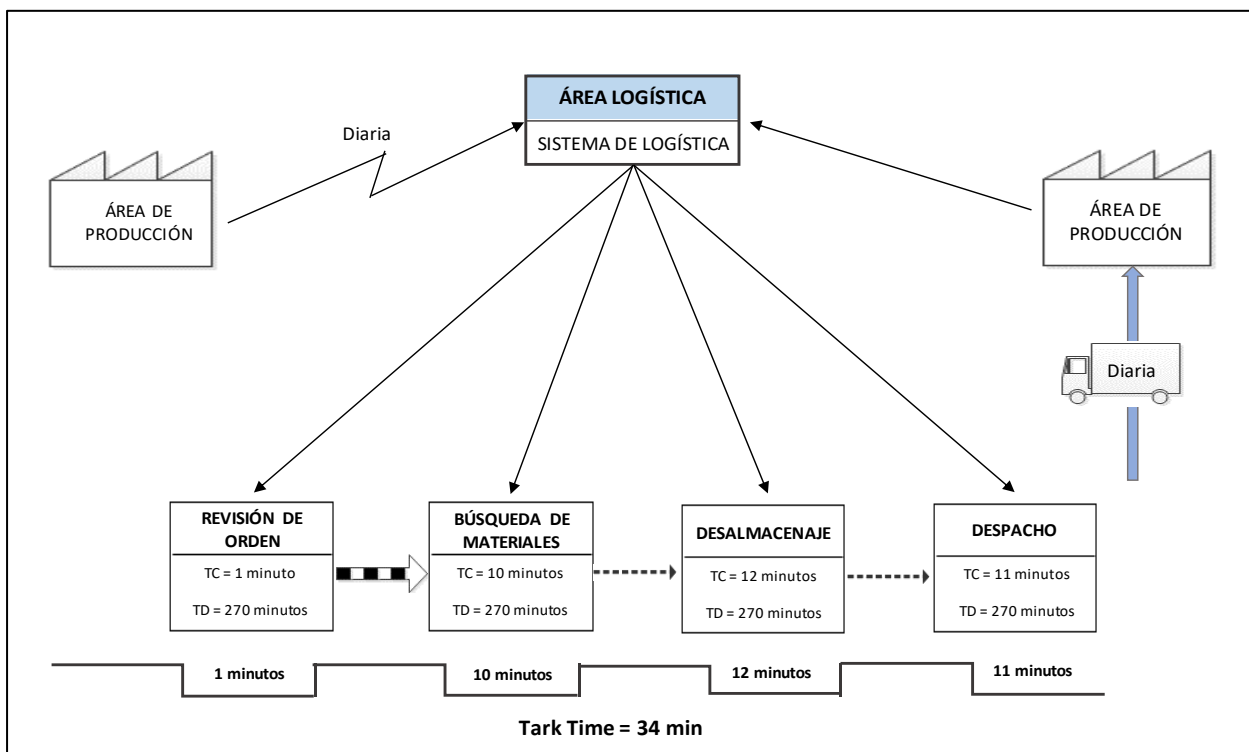 ÁREA LOGÍSTICA
SISTEMA DE LOGÍSTICA
Diaria
ÁREA DE
PRODUCCIÓN
ÁREA DE
PRODUCCIÓN
Diaria
REVISIÓN DE
ORDEN
TC = 1 minuto
TD = 270 minutos
BÚSQUEDA DE
MATERIALES
TC = 10 minutos
TD = 270 minutos
DESALMACENAJE
TC = 12 minutos
TD = 270 minutos
DESPACHO
TC = 11 minutos
TD = 270 minutos
1 minutos
10 minutos
12 minutos
11 minutos
Tark Time = 34 min